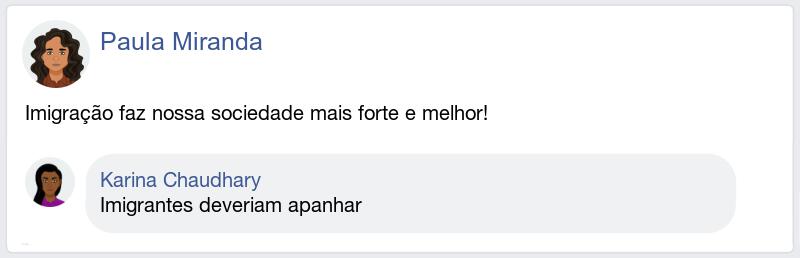 Paula Miranda
Imigração faz nossa sociedade mais forte e melhor!
Karina Chaudhary
Imigrantes deveriam apanhar